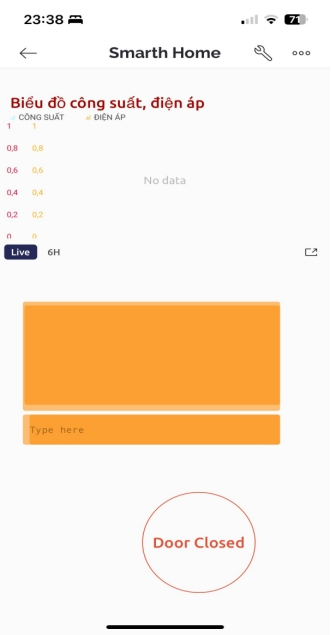 23:38
71
Smarth Home
Biểu đồ công suất, điện áp
CÔNG SUẤT ĐIỆN ÁP
1 1
0,8 0,8
0,6 0,6
No data
0,4 0,4
0,2 0,2
0 0
Live 6H
Type here
Door Closed